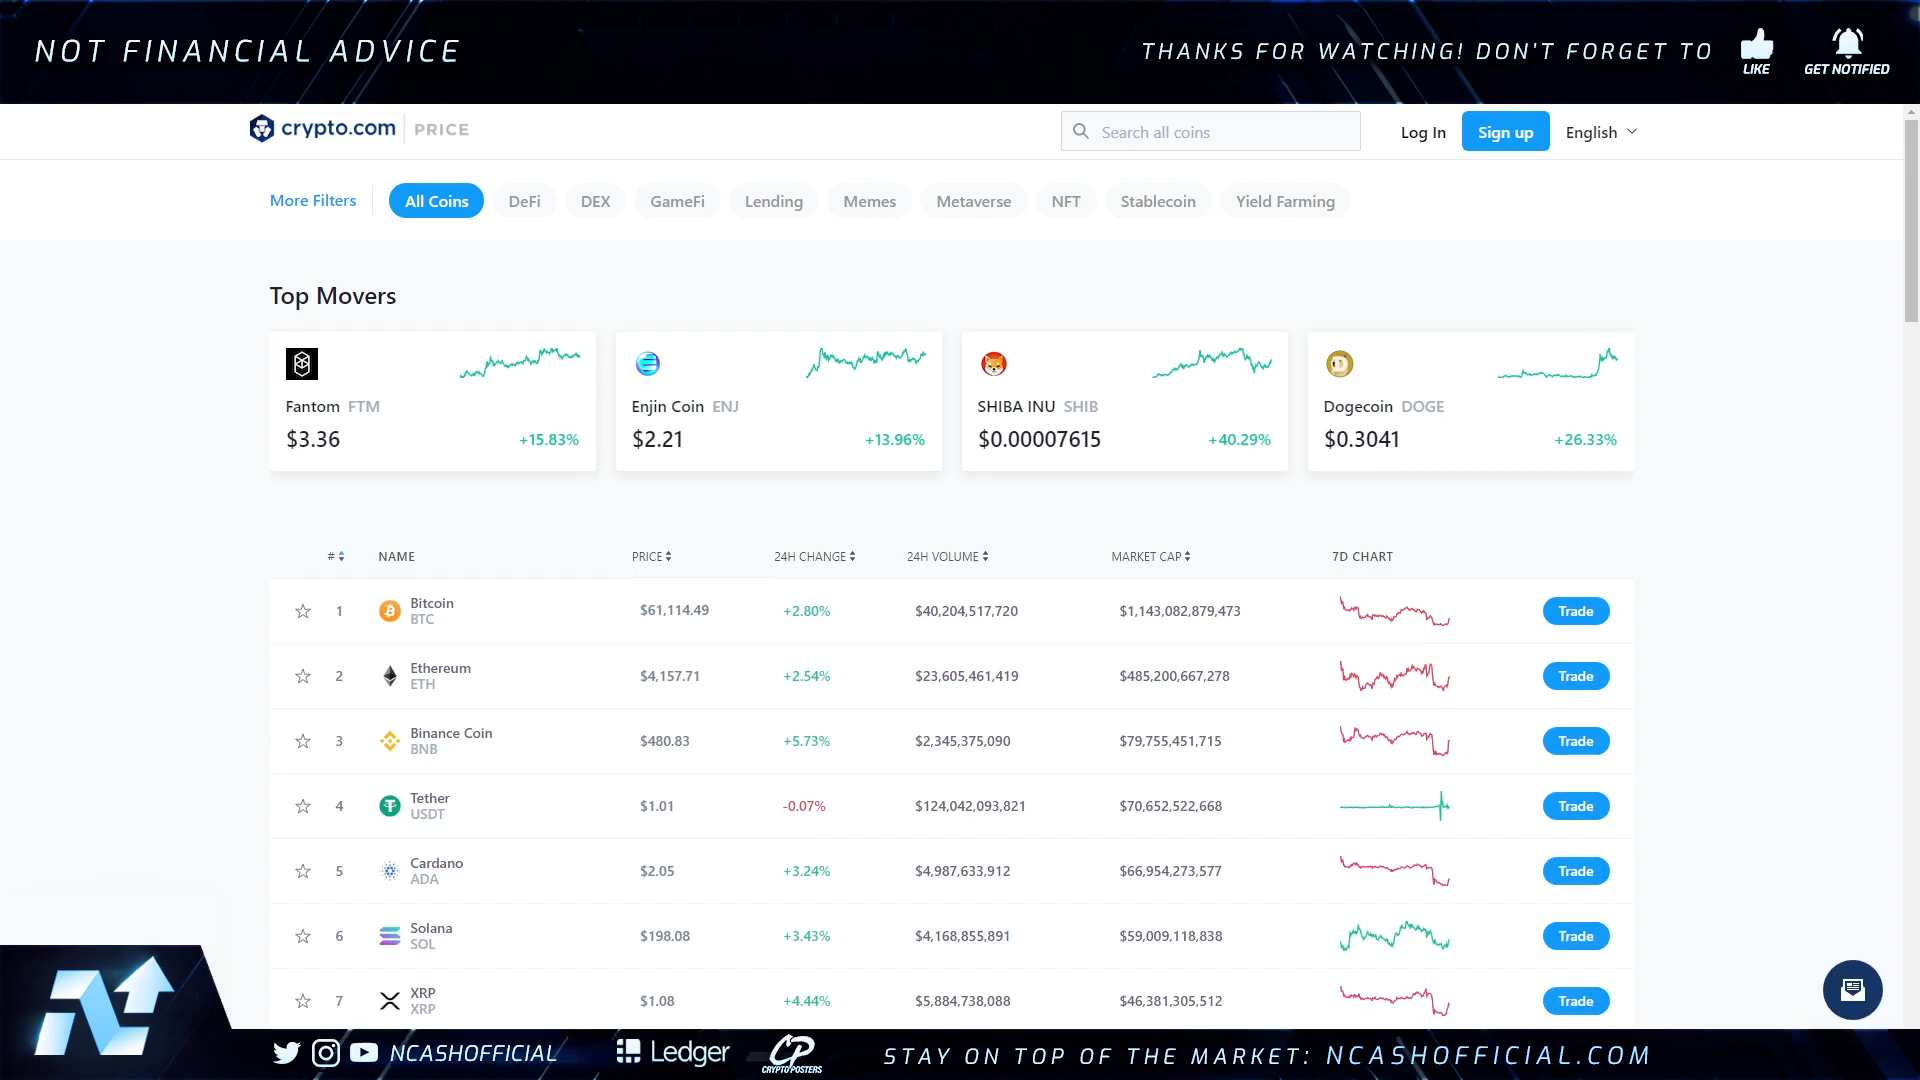 NOT FINANCIAL ADVICE
THANKS FOR WATCHING! DON'T FORGET TO
LIKE
GET NOTIFIED
crypto.com PRICE
Search all coins
Log In
Sign up
English
More Filters
All Coins
DeFi
DEX
GameFi
Lending
Memes
Metaverse
NFT
Stablecoin
Yield Farming
Top Movers
Fantom FTM
$3.36 +15.83%
Enjin Coin ENJ
$2.21 +13.96%
SHIBA INU SHIB
$0.00007615 +40.29%
Dogecoin DOGE
$0.3041 +26.33%
# NAME PRICE 24H CHANGE 24H VOLUME MARKET CAP 7D CHART
1 Bitcoin BTC $61,114.49 +2.80% $40,204,517,720 $1,143,082,879,473 Trade
2 Ethereum ETH $4,157.71 +2.54% $23,605,461,419 $485,200,667,278 Trade
3 Binance Coin BNB $480.83 +5.73% $2,345,375,090 $79,755,451,715 Trade
4 Tether USDT $1.01 -0.07% $124,042,093,821 $70,652,522,668 Trade
5 Cardano ADA $2.05 +3.24% $4,987,633,912 $66,954,273,577 Trade
6 Solana SOL $198.08 +3.43% $4,168,855,891 $59,009,118,838 Trade
7 XRP XRP $1.08 +4.44% $5,884,738,088 $46,381,305,512 Trade
NCASHOFFICIAL
Ledger
CP
CRYPTO POSTERS
STAY ON TOP OF THE MARKET: NCASHOFFICIAL.COM